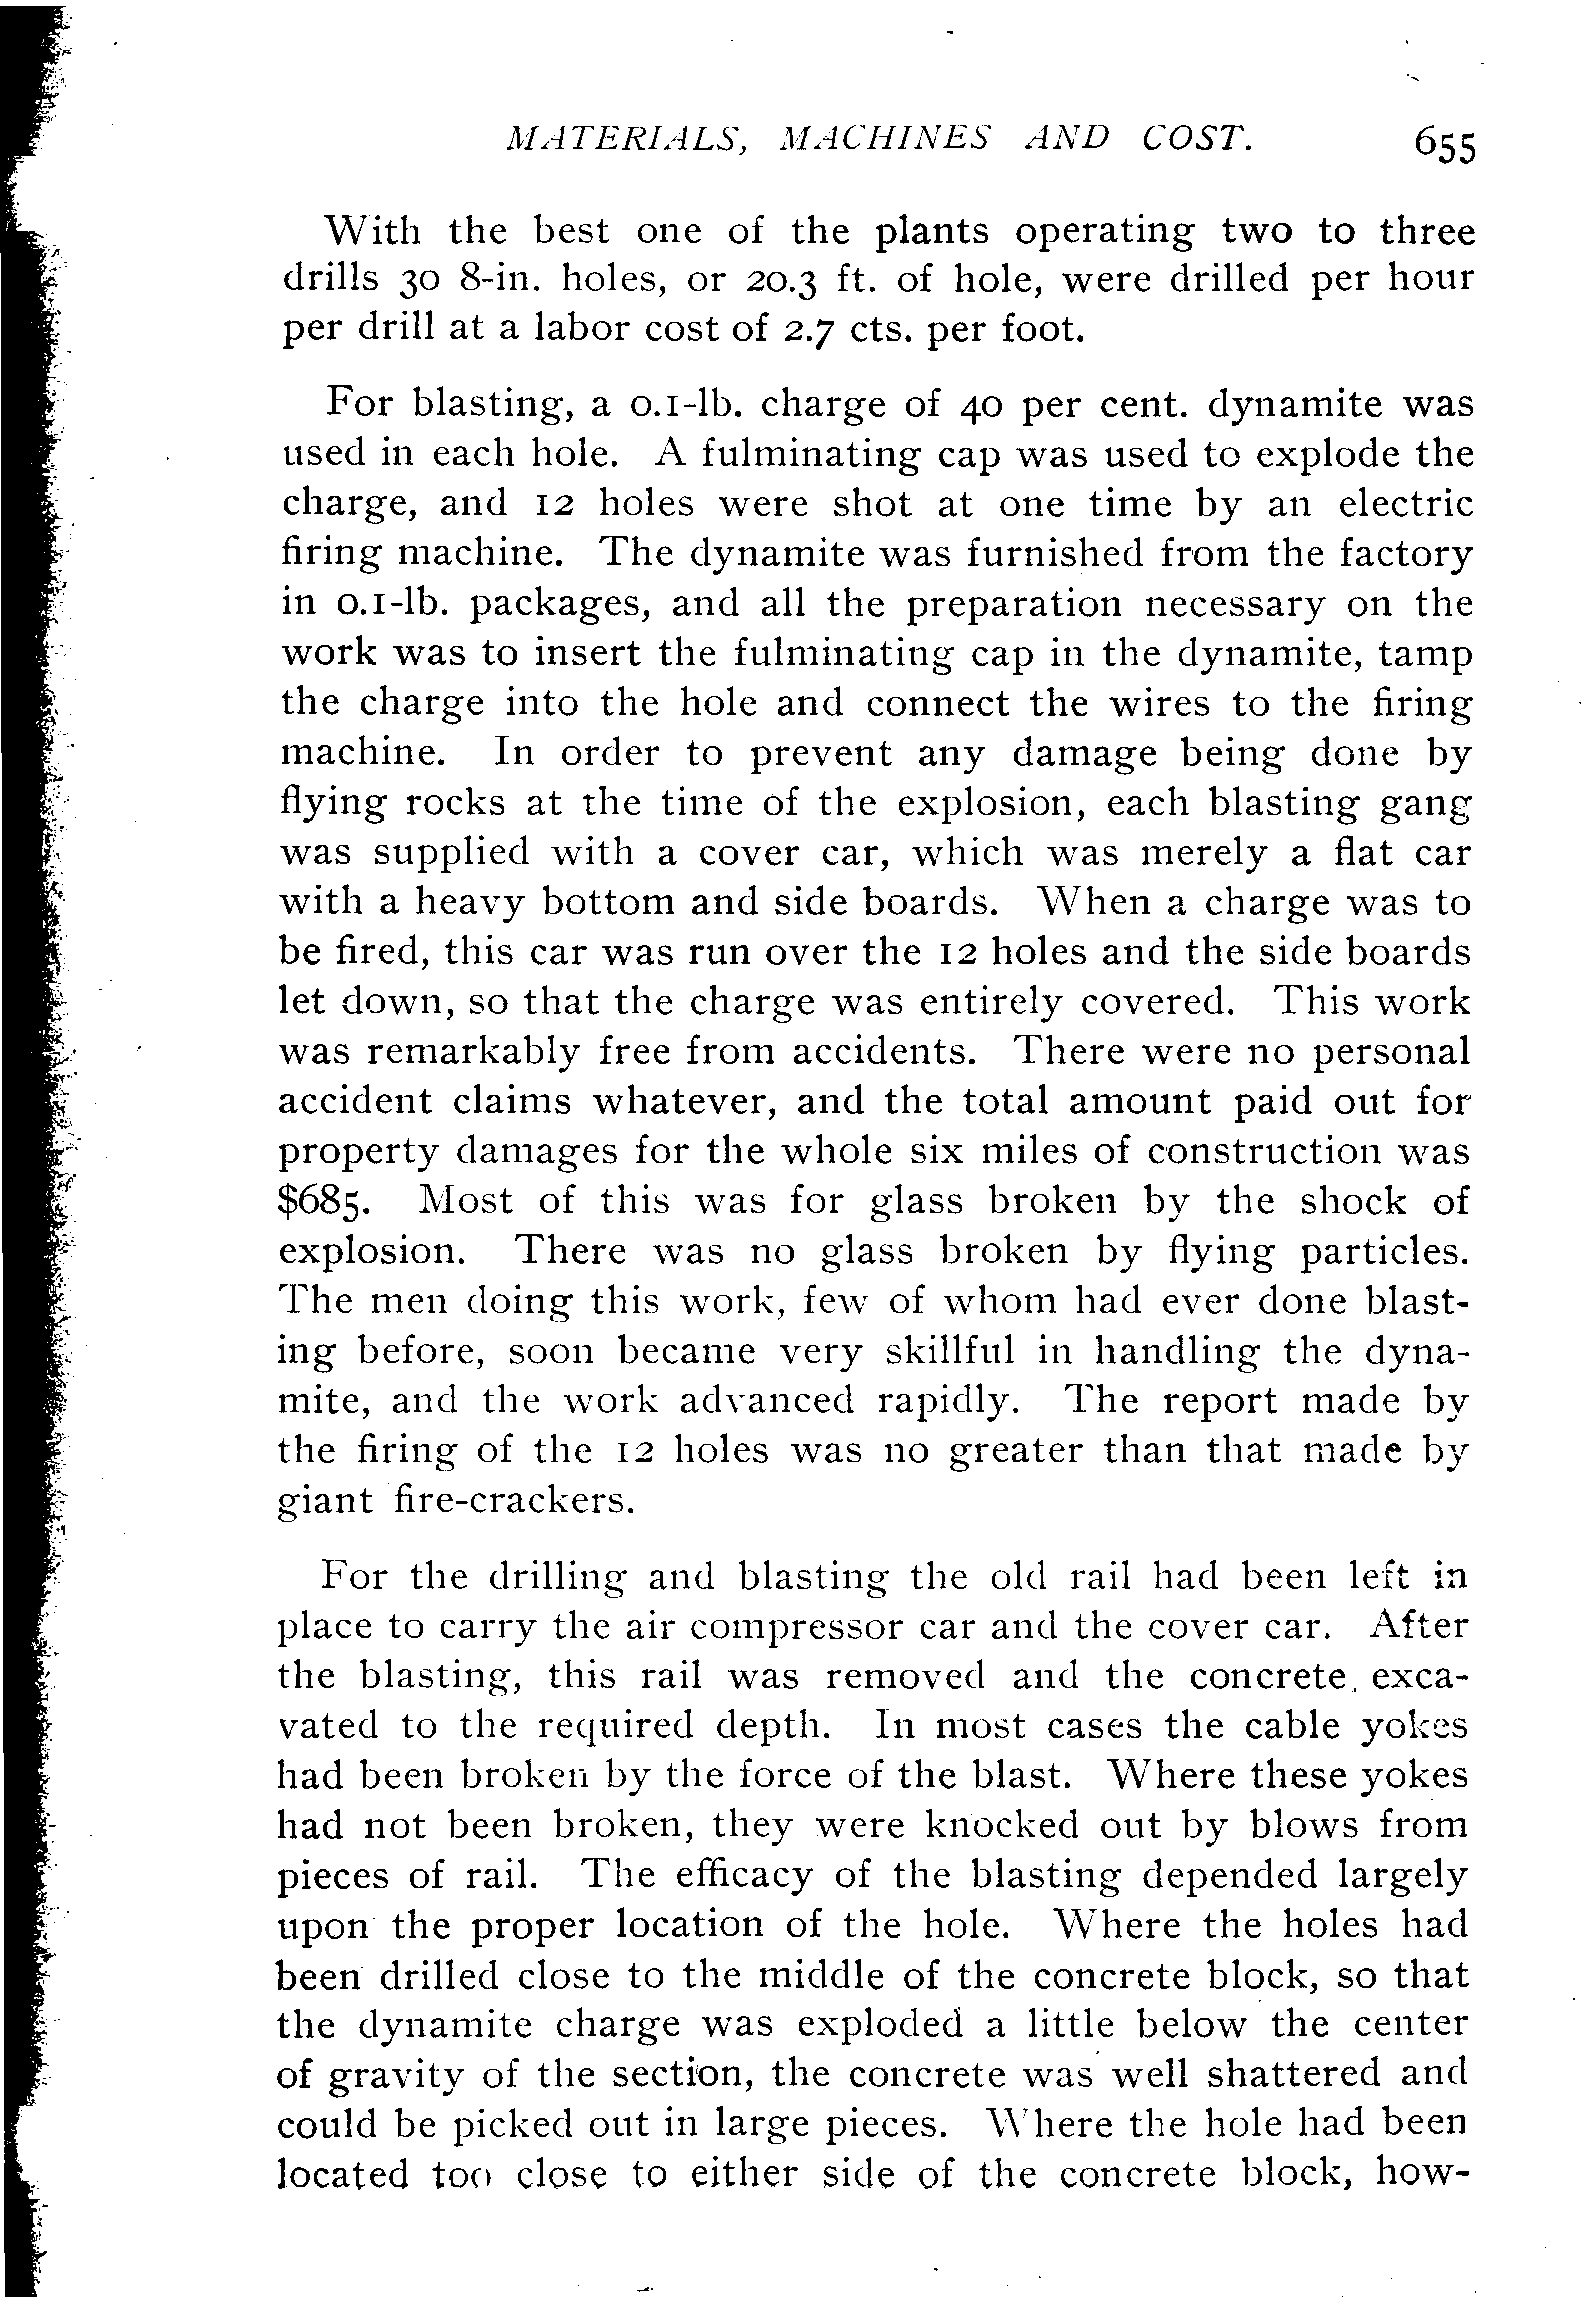 MATERIALS, MACHINES AND COST. 655
With the best one of the plants operating two to three
drills 30 8-in. holes, or 20.3 ft. of hole, were drilled per hour
per drill at a labor cost of 2.7 cts. per foot.
For blasting, a 0.1-lb. charge of 40 per cent. dynamite was
used in each hole. A fulminating cap was used to explode the
charge, and 12 holes were shot at one time by an electric
firing machine. The dynamite was furnished from the factory
in 0.1-lb. packages, and all the preparation necessary on the
work was to insert the fulminating cap in the dynamite, tamp
the charge into the hole and connect the wires to the firing
machine. In order to prevent any damage being done by
flying rocks at the time of the explosion, each blasting gang
was supplied with a cover car, which was merely a flat car
with a heavy bottom and side boards. When a charge was to
be fired, this car was run over the 12 holes and the side boards
let down, so that the charge was entirely covered. This work
was remarkably free from accidents. There were no personal
accident claims whatever, and the total amount paid out for
property damages for the whole six miles of construction was
$685. Most of this was for glass broken by the shock of
explosion. There was no glass broken by flying particles.
The men doing this work, few of whom had ever done blast-
ing before, soon became very skillful in handling the dyna-
mite, and the work advanced rapidly. The report made by
the firing of the 12 holes was no greater than that made by
giant fire-crackers.
For the drilling and blasting the old rail had been left in
place to carry the air compressor car and the cover car. After
the blasting, this rail was removed and the concrete exca-
vated to the required depth. In most cases the cable yokes
had been broken by the force of the blast. Where these yokes
had not been broken, they were knocked out by blows from
pieces of rail. The efficacy of the blasting depended largely
upon the proper location of the hole. Where the holes had
been drilled close to the middle of the concrete block, so that
the dynamite charge was exploded a little below the center
of gravity of the section, the concrete was well shattered and
could be picked out in large pieces. Where the hole had been
located too close to either side of the concrete block, how-